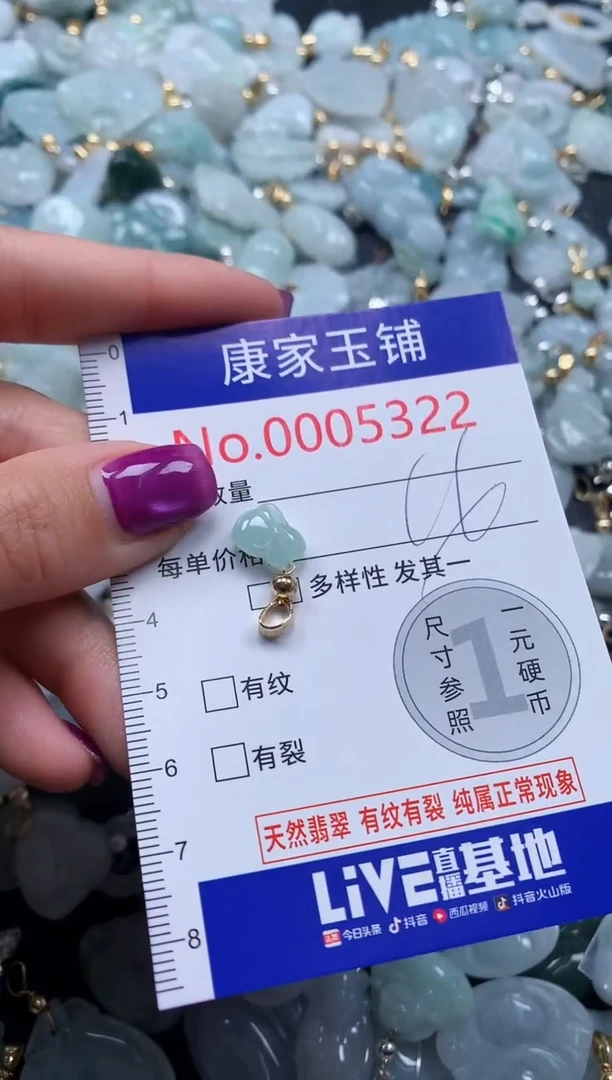 康家玉铺
No.0005322
数量
每单价格
多样性 发其一
有纹
有裂
尺寸参照
一元硬币
1
天然翡翠 有纹有裂 纯属正常现象
LiVE直播基地
头条 今日头条 抖音 西瓜视频 抖音火山版
0
1
4
5
6
7
8